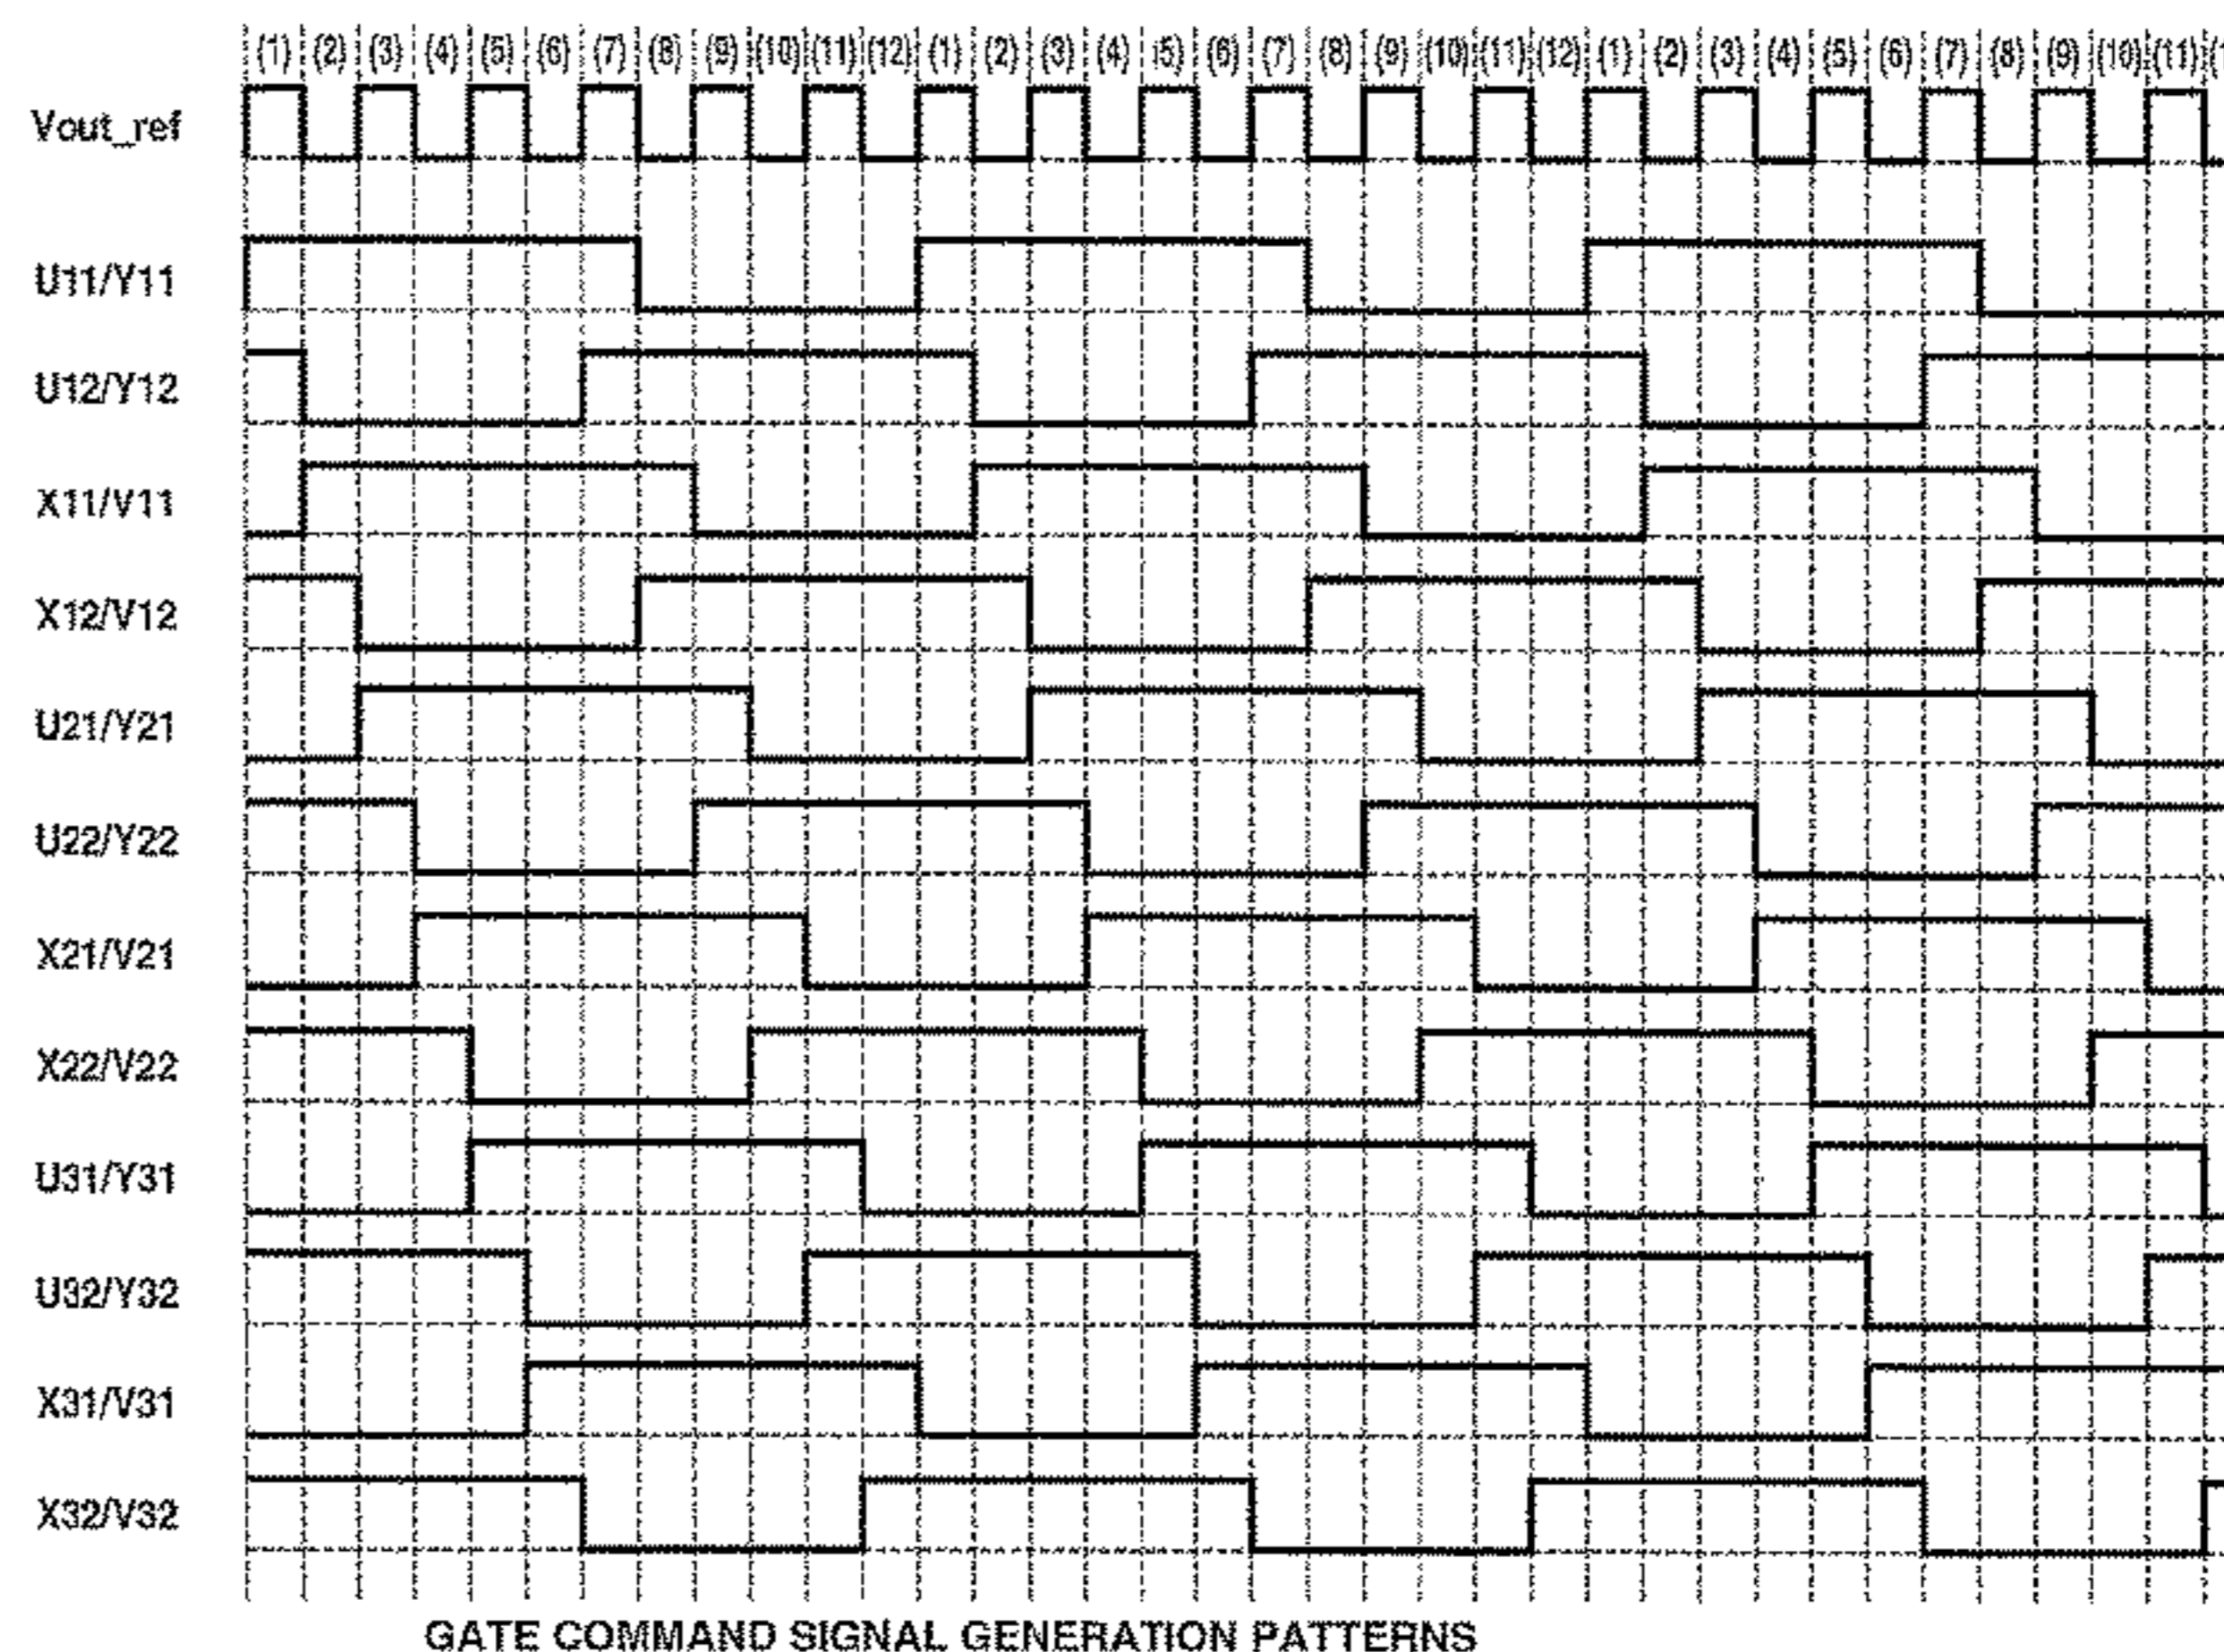 (1) (2) (3) (4) (5) (6) (7) (8) (9) (10) (11) (12) (1) (2) (3) (4) (5) (6) (7) (8) (9) (10) (11) (12) (1) (2) (3) (4) (5) (6) (7) (8) (9) (10) (11)
Vout_ref
U11/Y11
U12/Y12
X11/V11
X12/V12
U21/Y21
U22/Y22
X21/V21
X22/V22
U31/Y31
U32/Y32
X31/V31
X32/V32
GATE COMMAND SIGNAL GENERATION PATTERNS